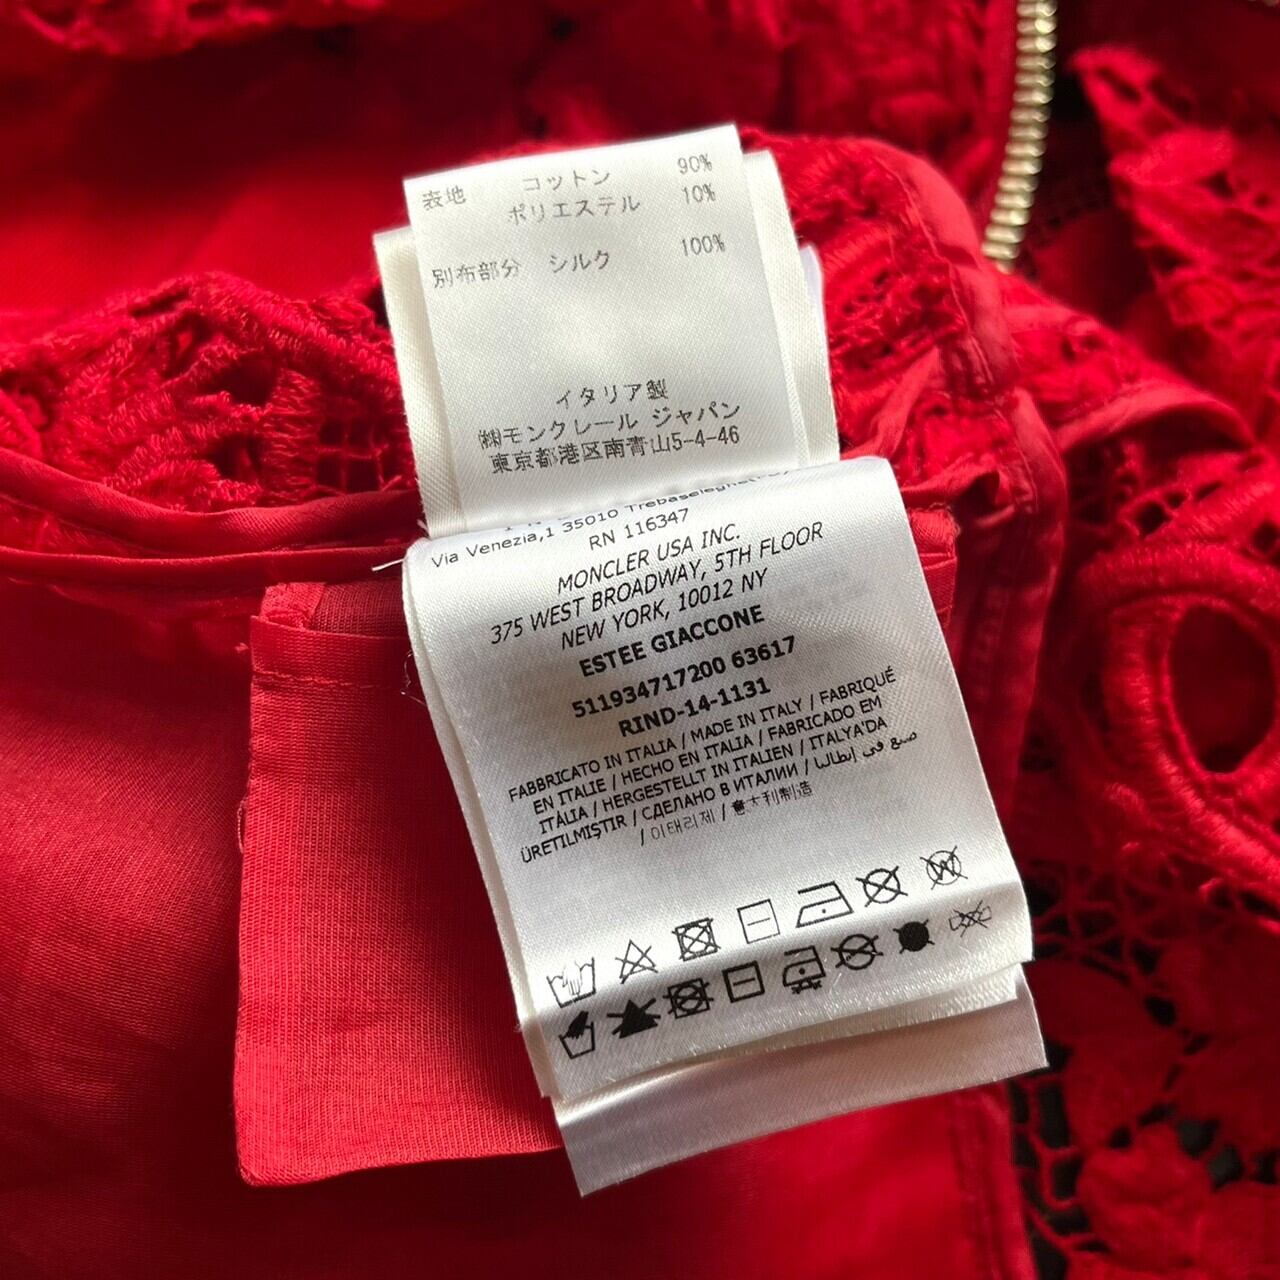 表地 コットン 90%
ポリエステル 10%
別布部分 シルク 100%
イタリア製
㈱モンクレール ジャパン
東京都港区南青山5-4-46
Via Venezia,1 35010 Trebaseleghe
RN 116347
MONCLER USA INC.
375 WEST BROADWAY, 5TH FLOOR
NEW YORK, 10012 NY
ESTEE GIACCONE
511934717200 63617
RIND-14-1131
FABBRICATO IN ITALIA / MADE IN ITALY / FABRIQUÉ
EN ITALIE / HECHO EN ITALIA / FABRICADO EM
ITÁLIA / HERGESTELLT IN ITALIEN / ITALYA'DA
ÜRETILMIŞTIR / СДЕЛАНО В ИТАЛИИ / صنع في إيطاليا
/ 이태리제 / 意大利制造